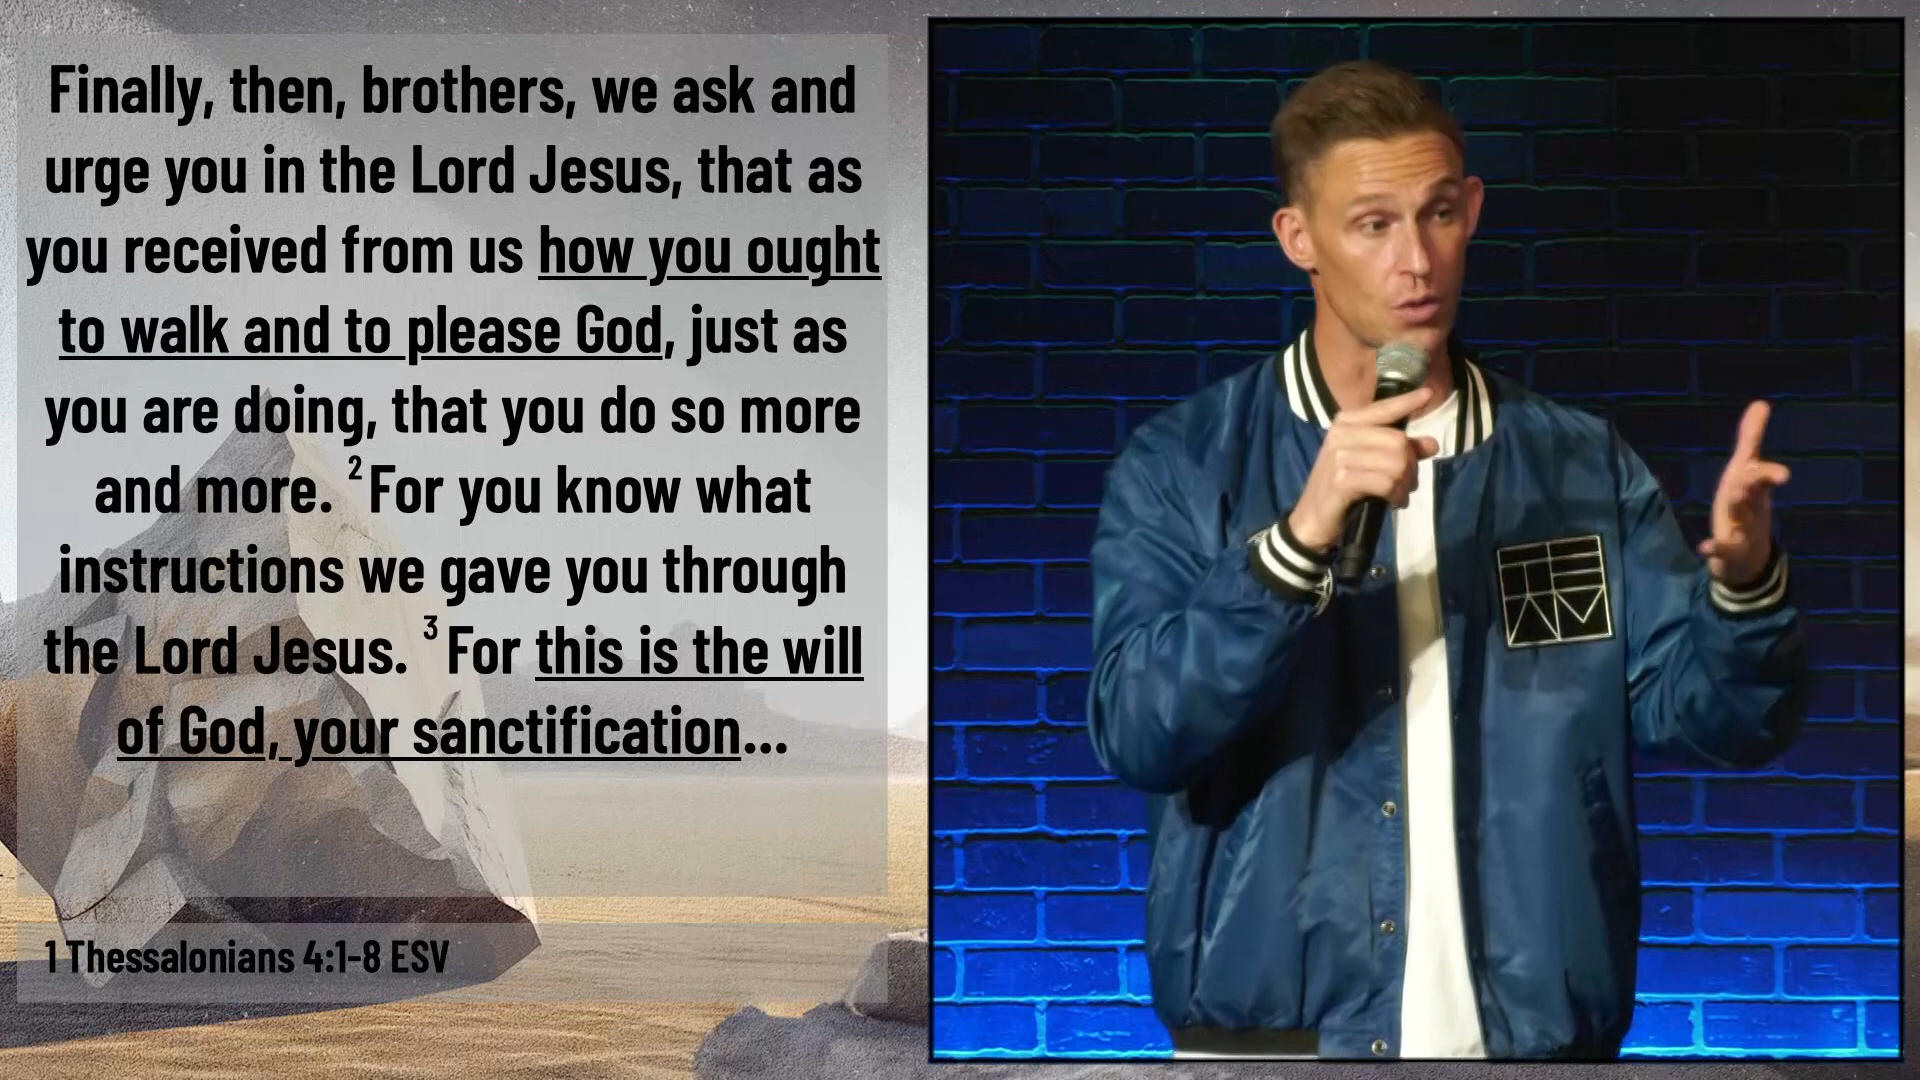 Finally, then, brothers, we ask and
urge you in the Lord Jesus, that as
you received from us how you ought
to walk and to please God, just as
you are doing, that you do so more
and more. ² For you know what
instructions we gave you through
the Lord Jesus. ³ For this is the will
of God, your sanctification...
1 Thessalonians 4:1-8 ESV